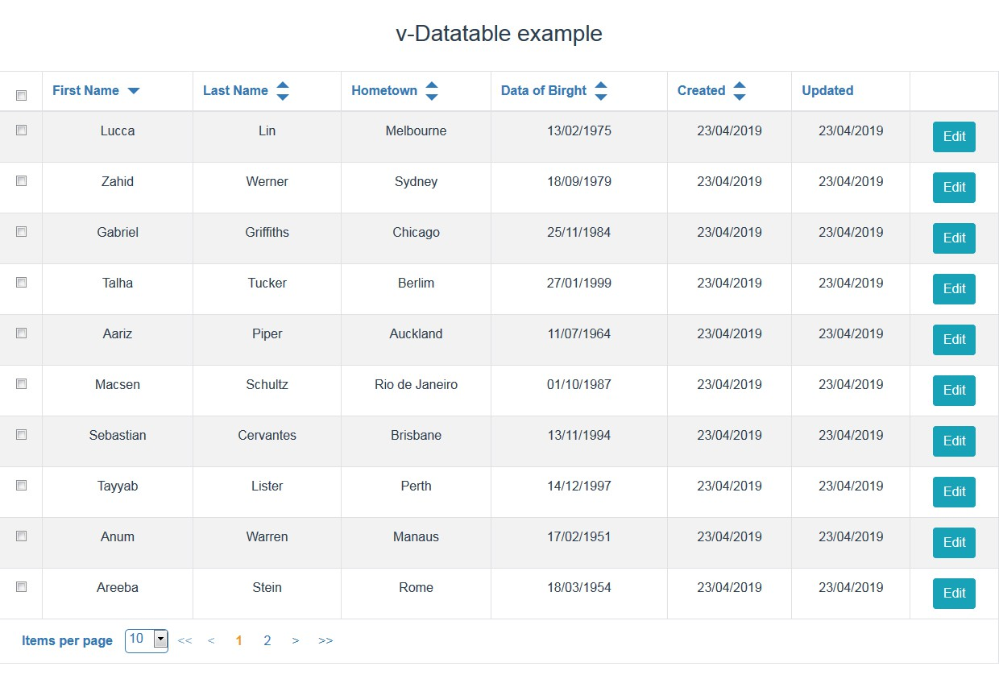 v-Datatable example
First Name Last Name Hometown Data of Birght Created Updated
Lucca Lin Melbourne 13/02/1975 23/04/2019 23/04/2019 Edit
Zahid Werner Sydney 18/09/1979 23/04/2019 23/04/2019 Edit
Gabriel Griffiths Chicago 25/11/1984 23/04/2019 23/04/2019 Edit
Talha Tucker Berlim 27/01/1999 23/04/2019 23/04/2019 Edit
Aariz Piper Auckland 11/07/1964 23/04/2019 23/04/2019 Edit
Macsen Schultz Rio de Janeiro 01/10/1987 23/04/2019 23/04/2019 Edit
Sebastian Cervantes Brisbane 13/11/1994 23/04/2019 23/04/2019 Edit
Tayyab Lister Perth 14/12/1997 23/04/2019 23/04/2019 Edit
Anum Warren Manaus 17/02/1951 23/04/2019 23/04/2019 Edit
Areeba Stein Rome 18/03/1954 23/04/2019 23/04/2019 Edit
Items per page 10 << < 1 2 > >>